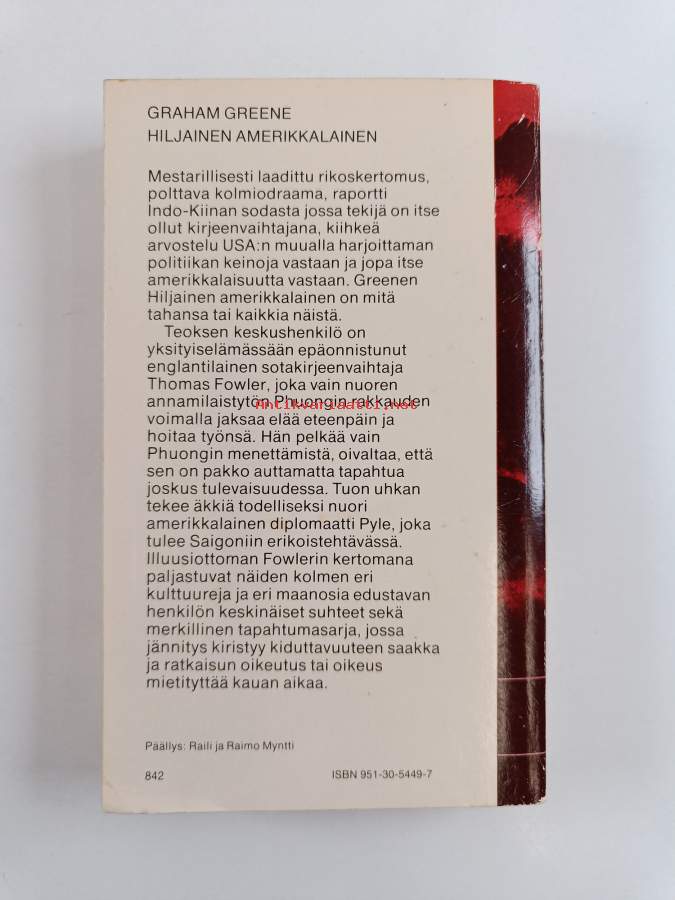 GRAHAM GREENE
HILJAINEN AMERIKKALAINEN
Mestarillisesti laadittu rikoskertomus,
polttava kolmiodraama, raportti
Indo-Kiinan sodasta jossa tekijä on itse
ollut kirjeenvaihtajana, kiihkeä
arvostelu USA:n muualla harjoittaman
politiikan keinoja vastaan ja jopa itse
amerikkalaisuutta vastaan. Greenen
Hiljainen amerikkalainen on mitä
tahansa tai kaikkia näistä.
Teoksen keskushenkilö on
yksityiselämässään epäonnistunut
englantilainen sotakirjeenvaihtaja
Thomas Fowler, joka vain nuoren
annamilaistytön Phuongin rakkauden
Antikvariaatti.net
voimalla jaksaa elää eteenpäin ja
hoitaa työnsä. Hän pelkää vain
Phuongin menettämistä, oivaltaa, että
sen on pakko auttamatta tapahtua
joskus tulevaisuudessa. Tuon uhkan
tekee äkkiä todelliseksi nuori
amerikkalainen diplomaatti Pyle, joka
tulee Saigoniin erikoistehtävässä.
Illuusiottoman Fowlerin kertomana
paljastuvat näiden kolmen eri
kulttuureja ja eri maanosia edustavan
henkilön keskinäiset suhteet sekä
merkillinen tapahtumasarja, jossa
jännitys kiristyy kiduttavuuteen saakka
ja ratkaisun oikeutus tai oikeus
mietityttää kauan aikaa.
Päällys: Raili ja Raimo Myntti
842 ISBN 951-30-5449-7